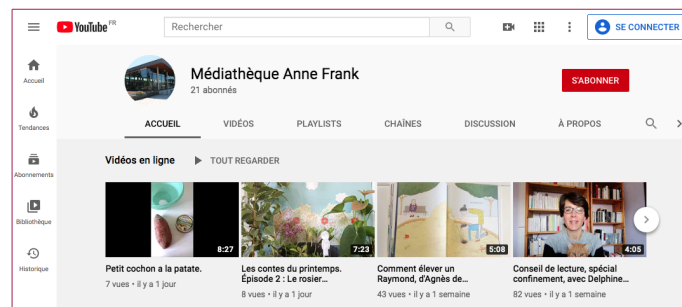 YouTube FR
Rechercher
SE CONNECTER
Accueil
Tendances
Abonnements
Bibliothèque
Historique
Médiathèque Anne Frank
21 abonnés
S'ABONNER
ACCUEIL VIDÉOS PLAYLISTS CHAÎNES DISCUSSION À PROPOS
Vidéos en ligne TOUT REGARDER
8:27
Petit cochon a la patate.
7 vues • il y a 1 jour
7:23
Les contes du printemps.
Épisode 2 : Le rosier...
8 vues • il y a 1 jour
5:08
Comment élever un
Raymond, d'Agnès de...
43 vues • il y a 1 semaine
4:05
Conseil de lecture, spécial
confinement, avec Delphine...
82 vues • il y a 1 semaine